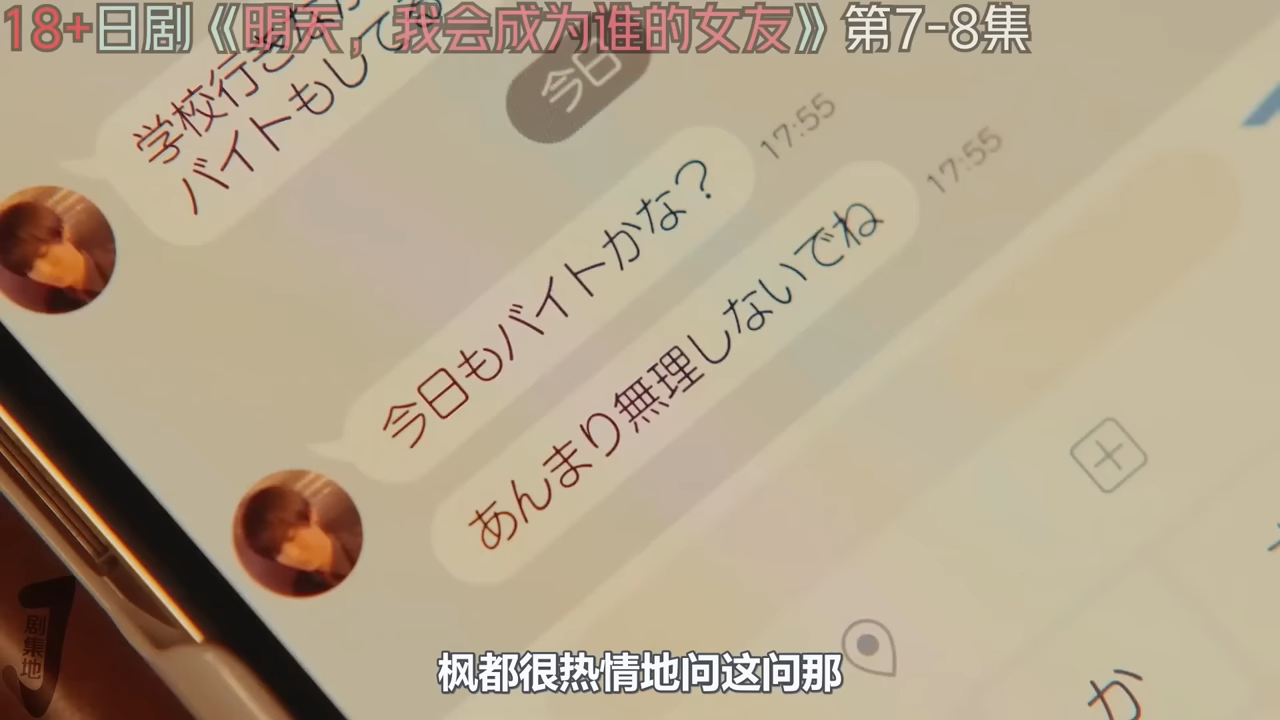 18+日剧《明天，我会成为谁的女友》第7-8集
学校行き
バイトもして
今日
今日もバイトかな？
17:55
あんまり無理しないでね
17:55
か
剧集地
枫都很热情地问这问那